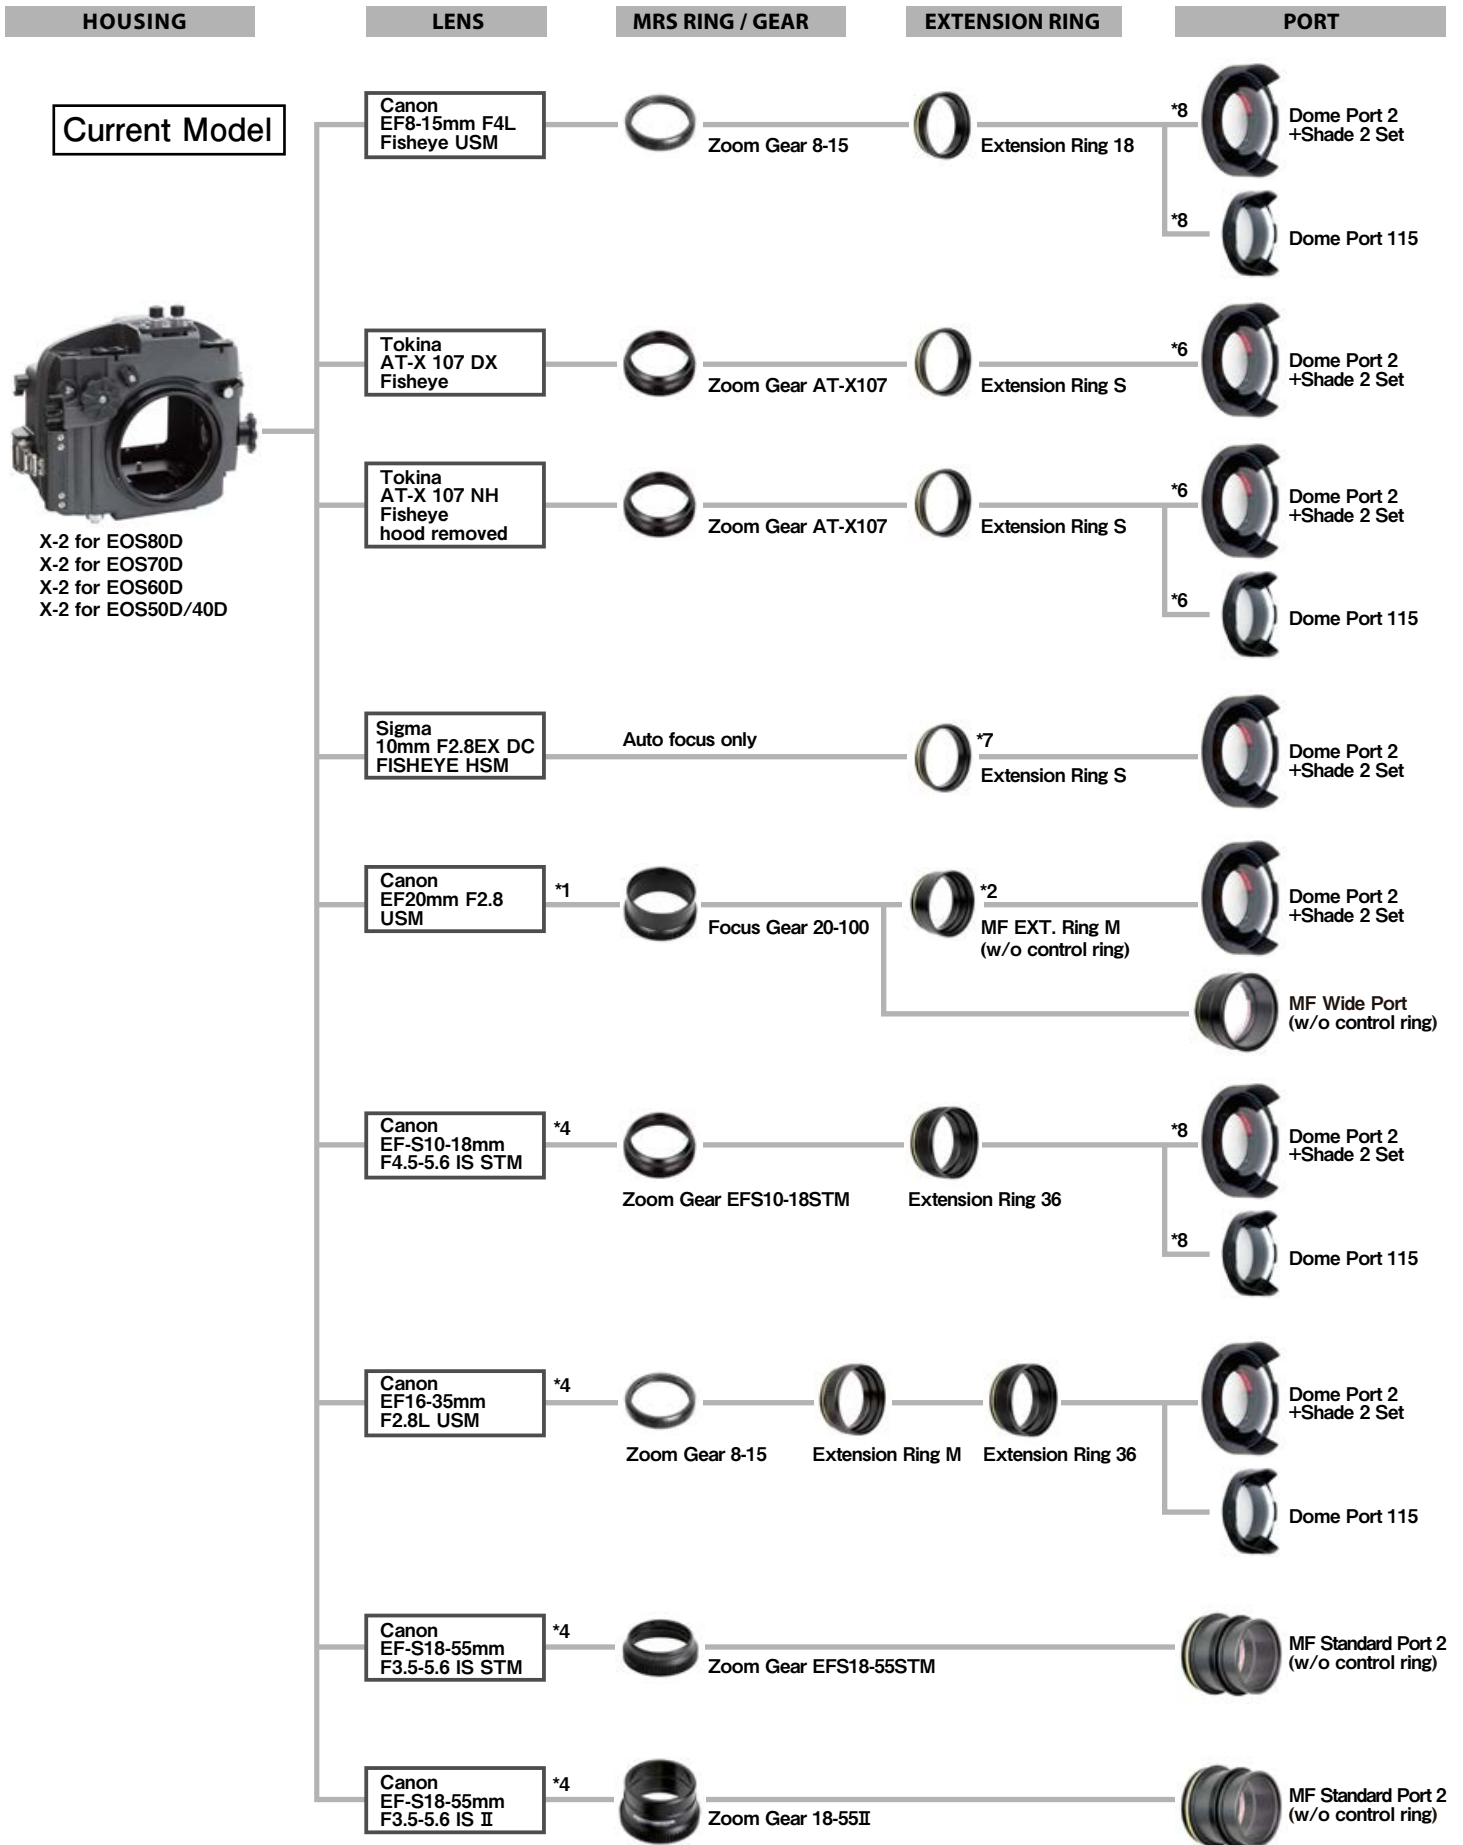 HOUSING LENS MRS RING / GEAR EXTENSION RING PORT
Current Model
X-2 for EOS80D
X-2 for EOS70D
X-2 for EOS60D
X-2 for EOS50D/40D
Canon
EF8-15mm F4L
Fisheye USM
Zoom Gear 8-15
Extension Ring 18
*8
Dome Port 2
+Shade 2 Set
*8
Dome Port 115
Tokina
AT-X 107 DX
Fisheye
Zoom Gear AT-X107
Extension Ring S
*6
Dome Port 2
+Shade 2 Set
Tokina
AT-X 107 NH
Fisheye
hood removed
Zoom Gear AT-X107
Extension Ring S
*6
Dome Port 2
+Shade 2 Set
*6
Dome Port 115
Sigma
10mm F2.8EX DC
FISHEYE HSM
Auto focus only
*7
Extension Ring S
Dome Port 2
+Shade 2 Set
Canon
EF20mm F2.8
USM
*1
Focus Gear 20-100
*2
MF EXT. Ring M
(w/o control ring)
Dome Port 2
+Shade 2 Set
MF Wide Port
(w/o control ring)
Canon
EF-S10-18mm
F4.5-5.6 IS STM
*4
Zoom Gear EFS10-18STM
Extension Ring 36
*8
Dome Port 2
+Shade 2 Set
*8
Dome Port 115
Canon
EF16-35mm
F2.8L USM
*4
Zoom Gear 8-15
Extension Ring M
Extension Ring 36
Dome Port 2
+Shade 2 Set
Dome Port 115
Canon
EF-S18-55mm
F3.5-5.6 IS STM
*4
Zoom Gear EFS18-55STM
MF Standard Port 2
(w/o control ring)
Canon
EF-S18-55mm
F3.5-5.6 IS Ⅱ
*4
Zoom Gear 18-55Ⅱ
MF Standard Port 2
(w/o control ring)